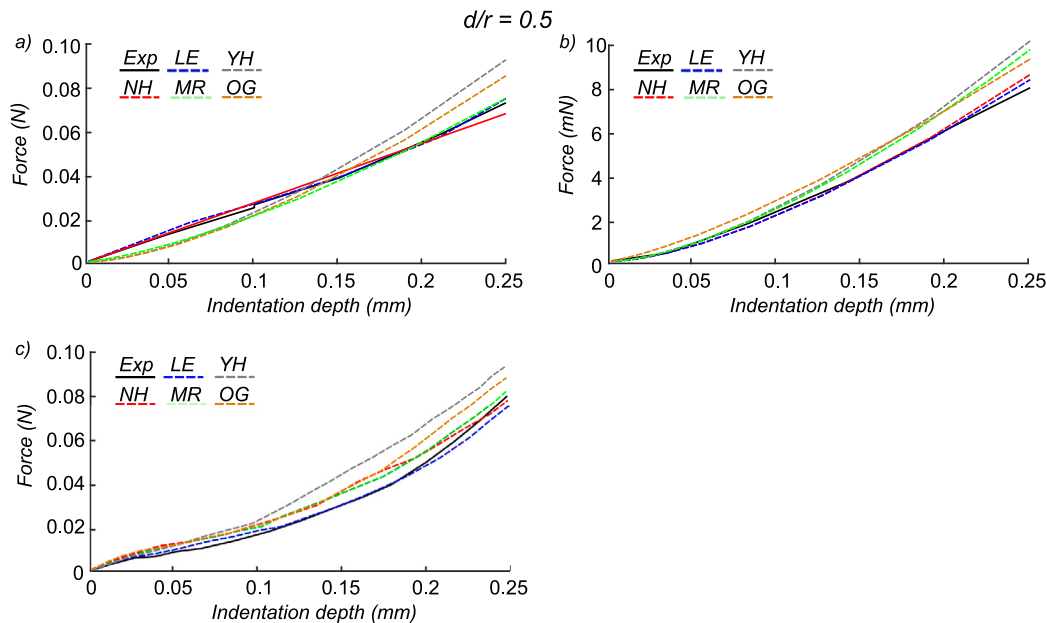 d/r = 0.5
a)
Exp LE YH
NH MR OG
Force (N)
0.10
0.08
0.06
0.04
0.02
0
0 0.05 0.1 0.15 0.2 0.25
Indentation depth (mm)
b)
Exp LE YH
NH MR OG
Force (mN)
10
8
6
4
2
0
0 0.05 0.10 0.15 0.20 0.25
Indentation depth (mm)
c)
Exp LE YH
NH MR OG
Force (N)
0.10
0.08
0.06
0.04
0.02
0
0 0.05 0.1 0.15 0.2 0.25
Indentation depth (mm)